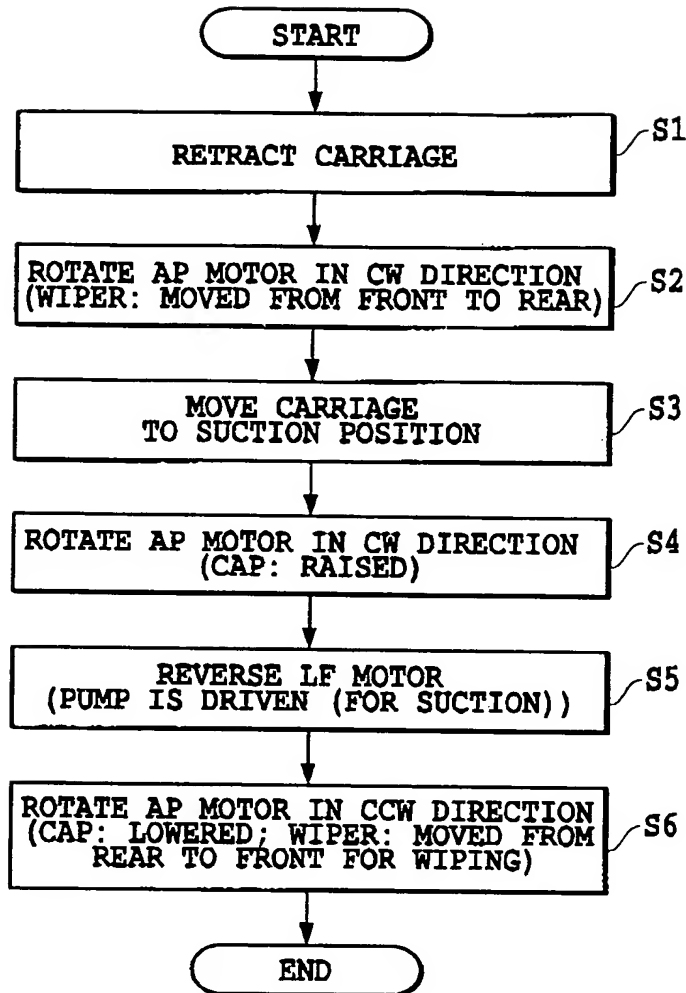 START
RETRACT CARRIAGE
S1
ROTATE AP MOTOR IN CW DIRECTION
(WIPER: MOVED FROM FRONT TO REAR)
S2
MOVE CARRIAGE
TO SUCTION POSITION
S3
ROTATE AP MOTOR IN CW DIRECTION
(CAP: RAISED)
S4
REVERSE LF MOTOR
(PUMP IS DRIVEN (FOR SUCTION))
S5
ROTATE AP MOTOR IN CCW DIRECTION
(CAP: LOWERED; WIPER: MOVED FROM
REAR TO FRONT FOR WIPING)
S6
END